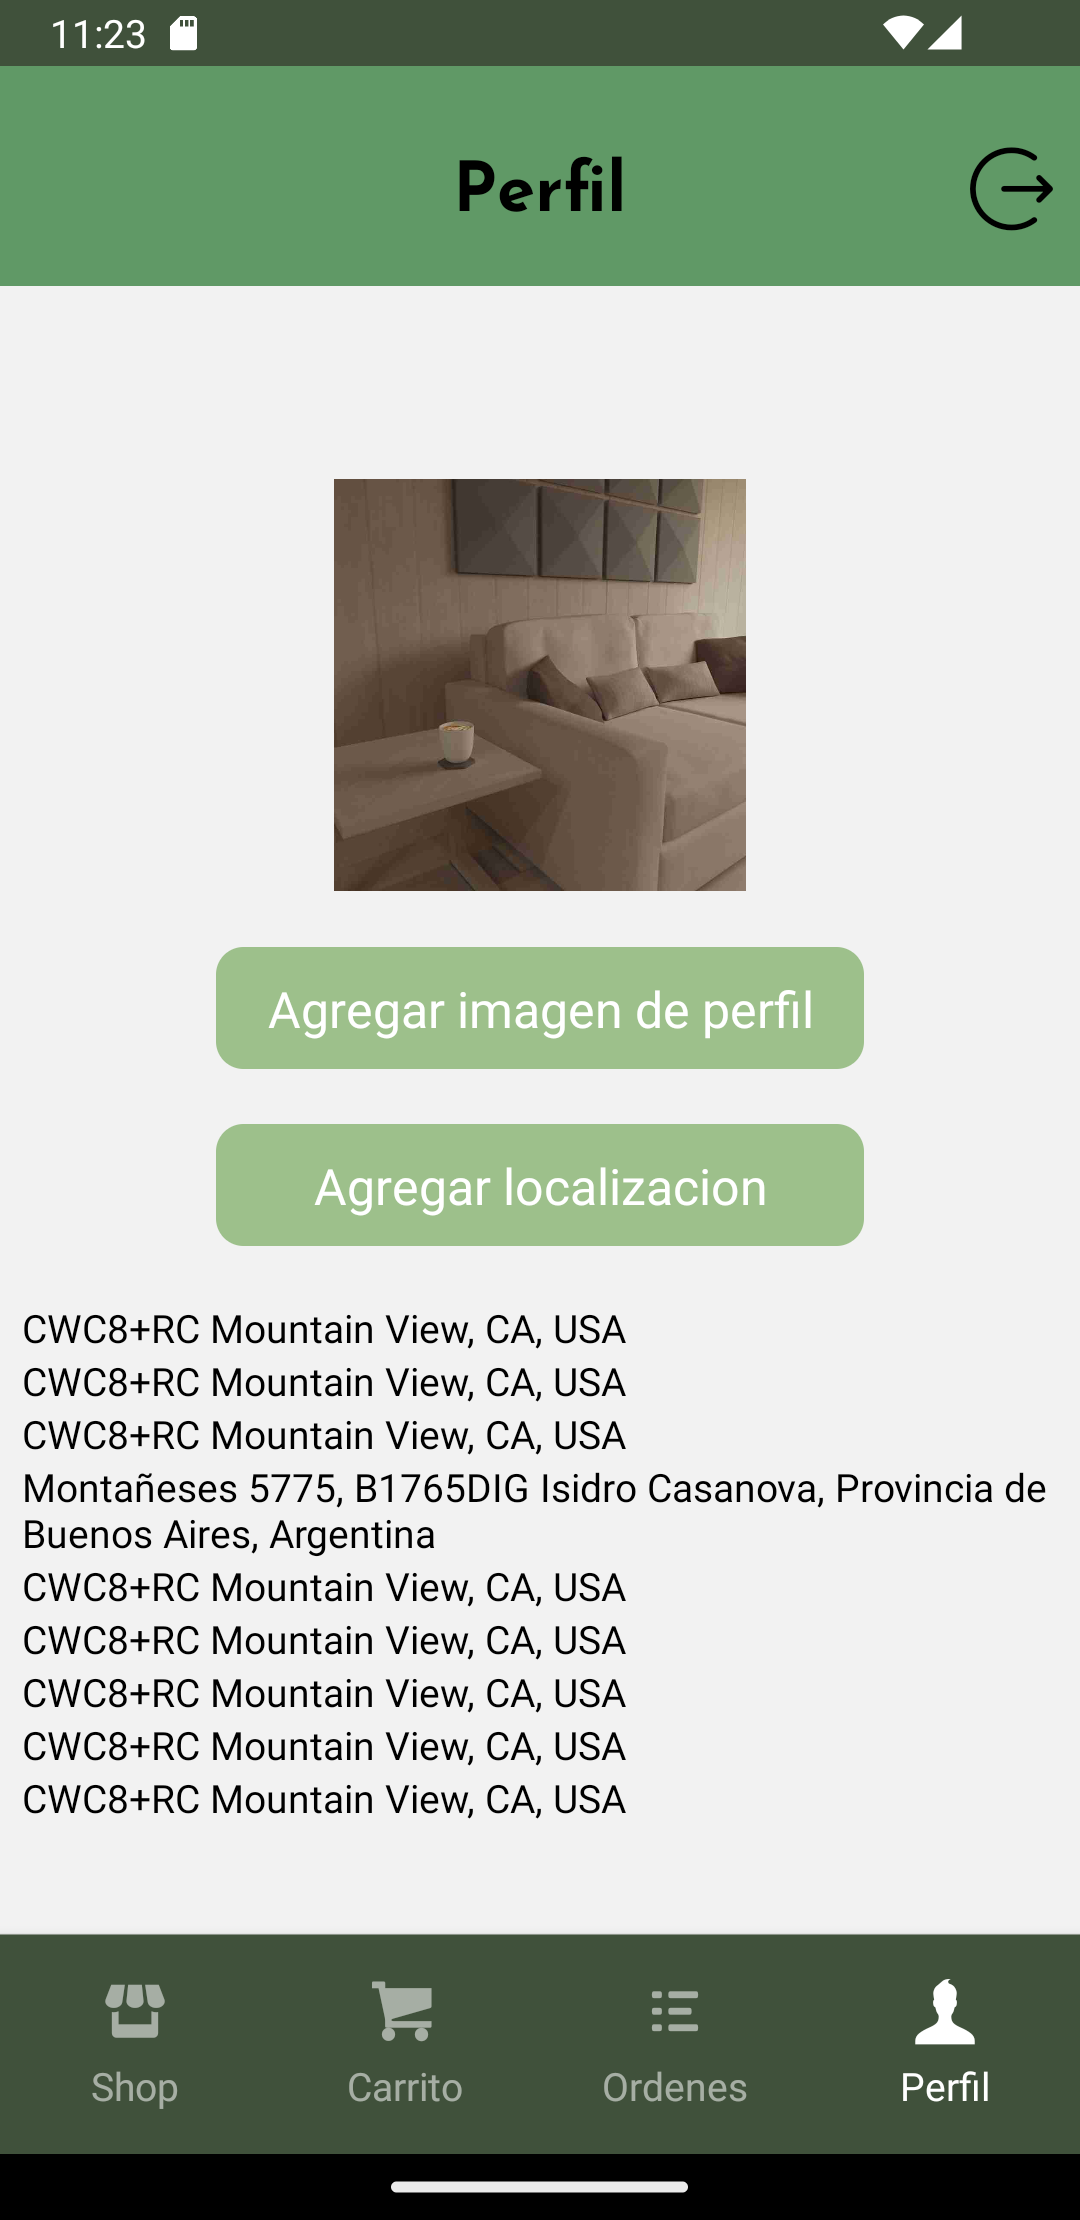 11:23
Perfil
Agregar imagen de perfil
Agregar localizacion
CWC8+RC Mountain View, CA, USA
CWC8+RC Mountain View, CA, USA
CWC8+RC Mountain View, CA, USA
Montañeses 5775, B1765DIG Isidro Casanova, Provincia de
Buenos Aires, Argentina
CWC8+RC Mountain View, CA, USA
CWC8+RC Mountain View, CA, USA
CWC8+RC Mountain View, CA, USA
CWC8+RC Mountain View, CA, USA
CWC8+RC Mountain View, CA, USA
Shop
Carrito
Ordenes
Perfil